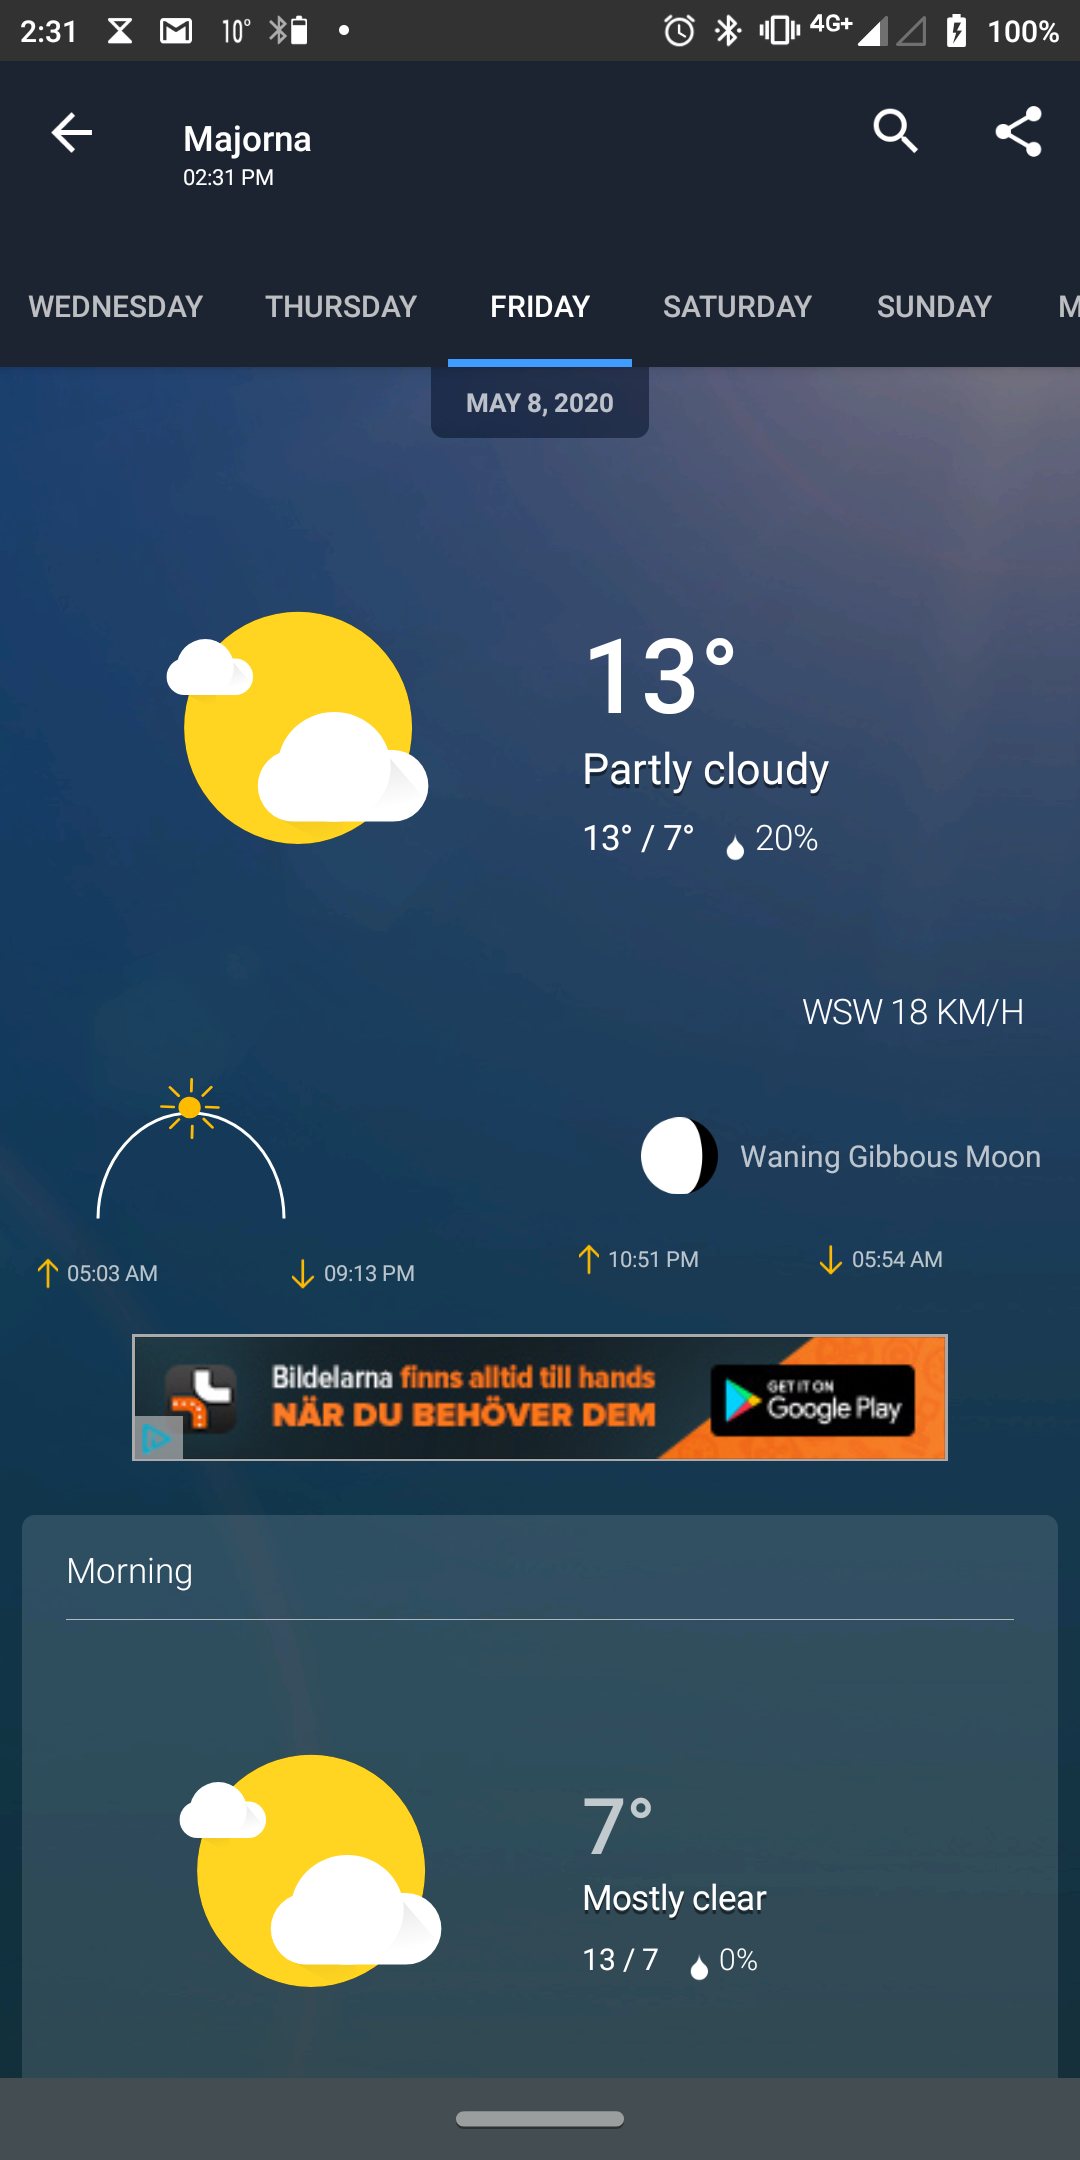 2:31 10° 4G+ 100%
Majorna
02:31 PM
WEDNESDAY THURSDAY FRIDAY SATURDAY SUNDAY M
MAY 8, 2020
13°
Partly cloudy
13° / 7° 20%
WSW 18 KM/H
Waning Gibbous Moon
05:03 AM 09:13 PM 10:51 PM 05:54 AM
Bildelarna finns alltid till hands
NÄR DU BEHÖVER DEM
GET IT ON
Google Play
Morning
7°
Mostly clear
13 / 7 0%